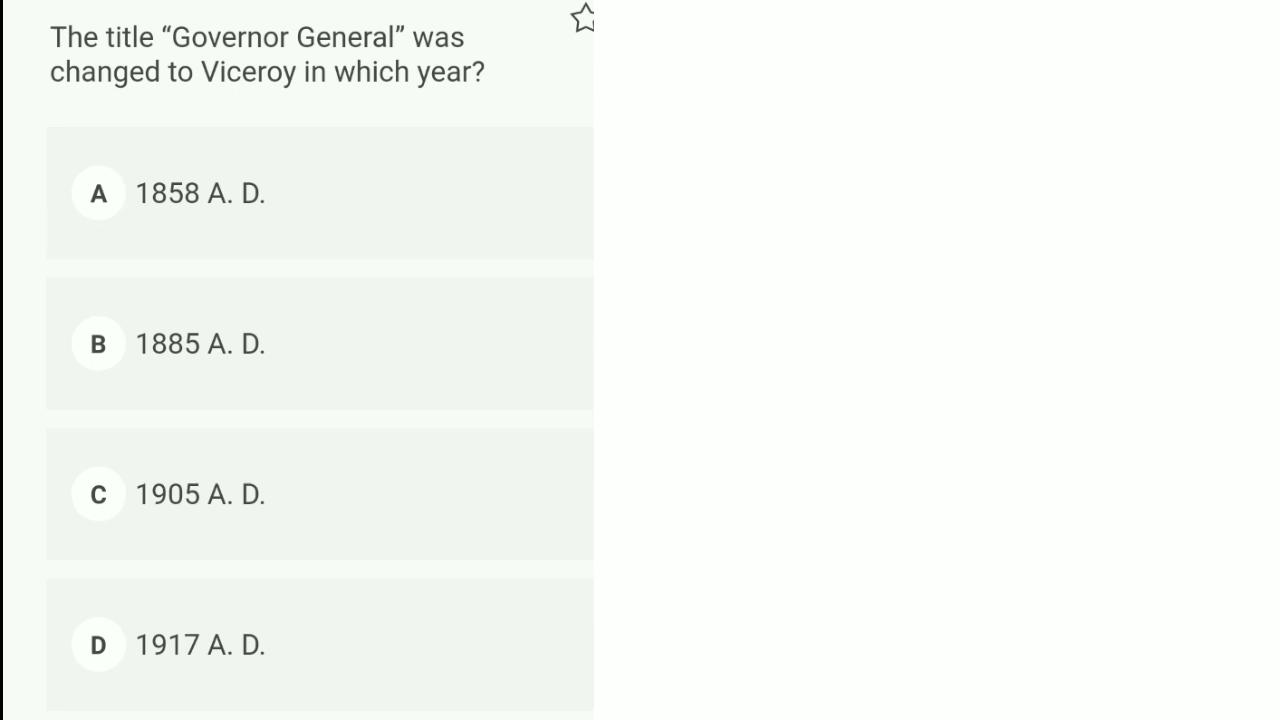 The title “Governor General” was
changed to Viceroy in which year?
A 1858 A. D.
B 1885 A. D.
C 1905 A. D.
D 1917 A. D.